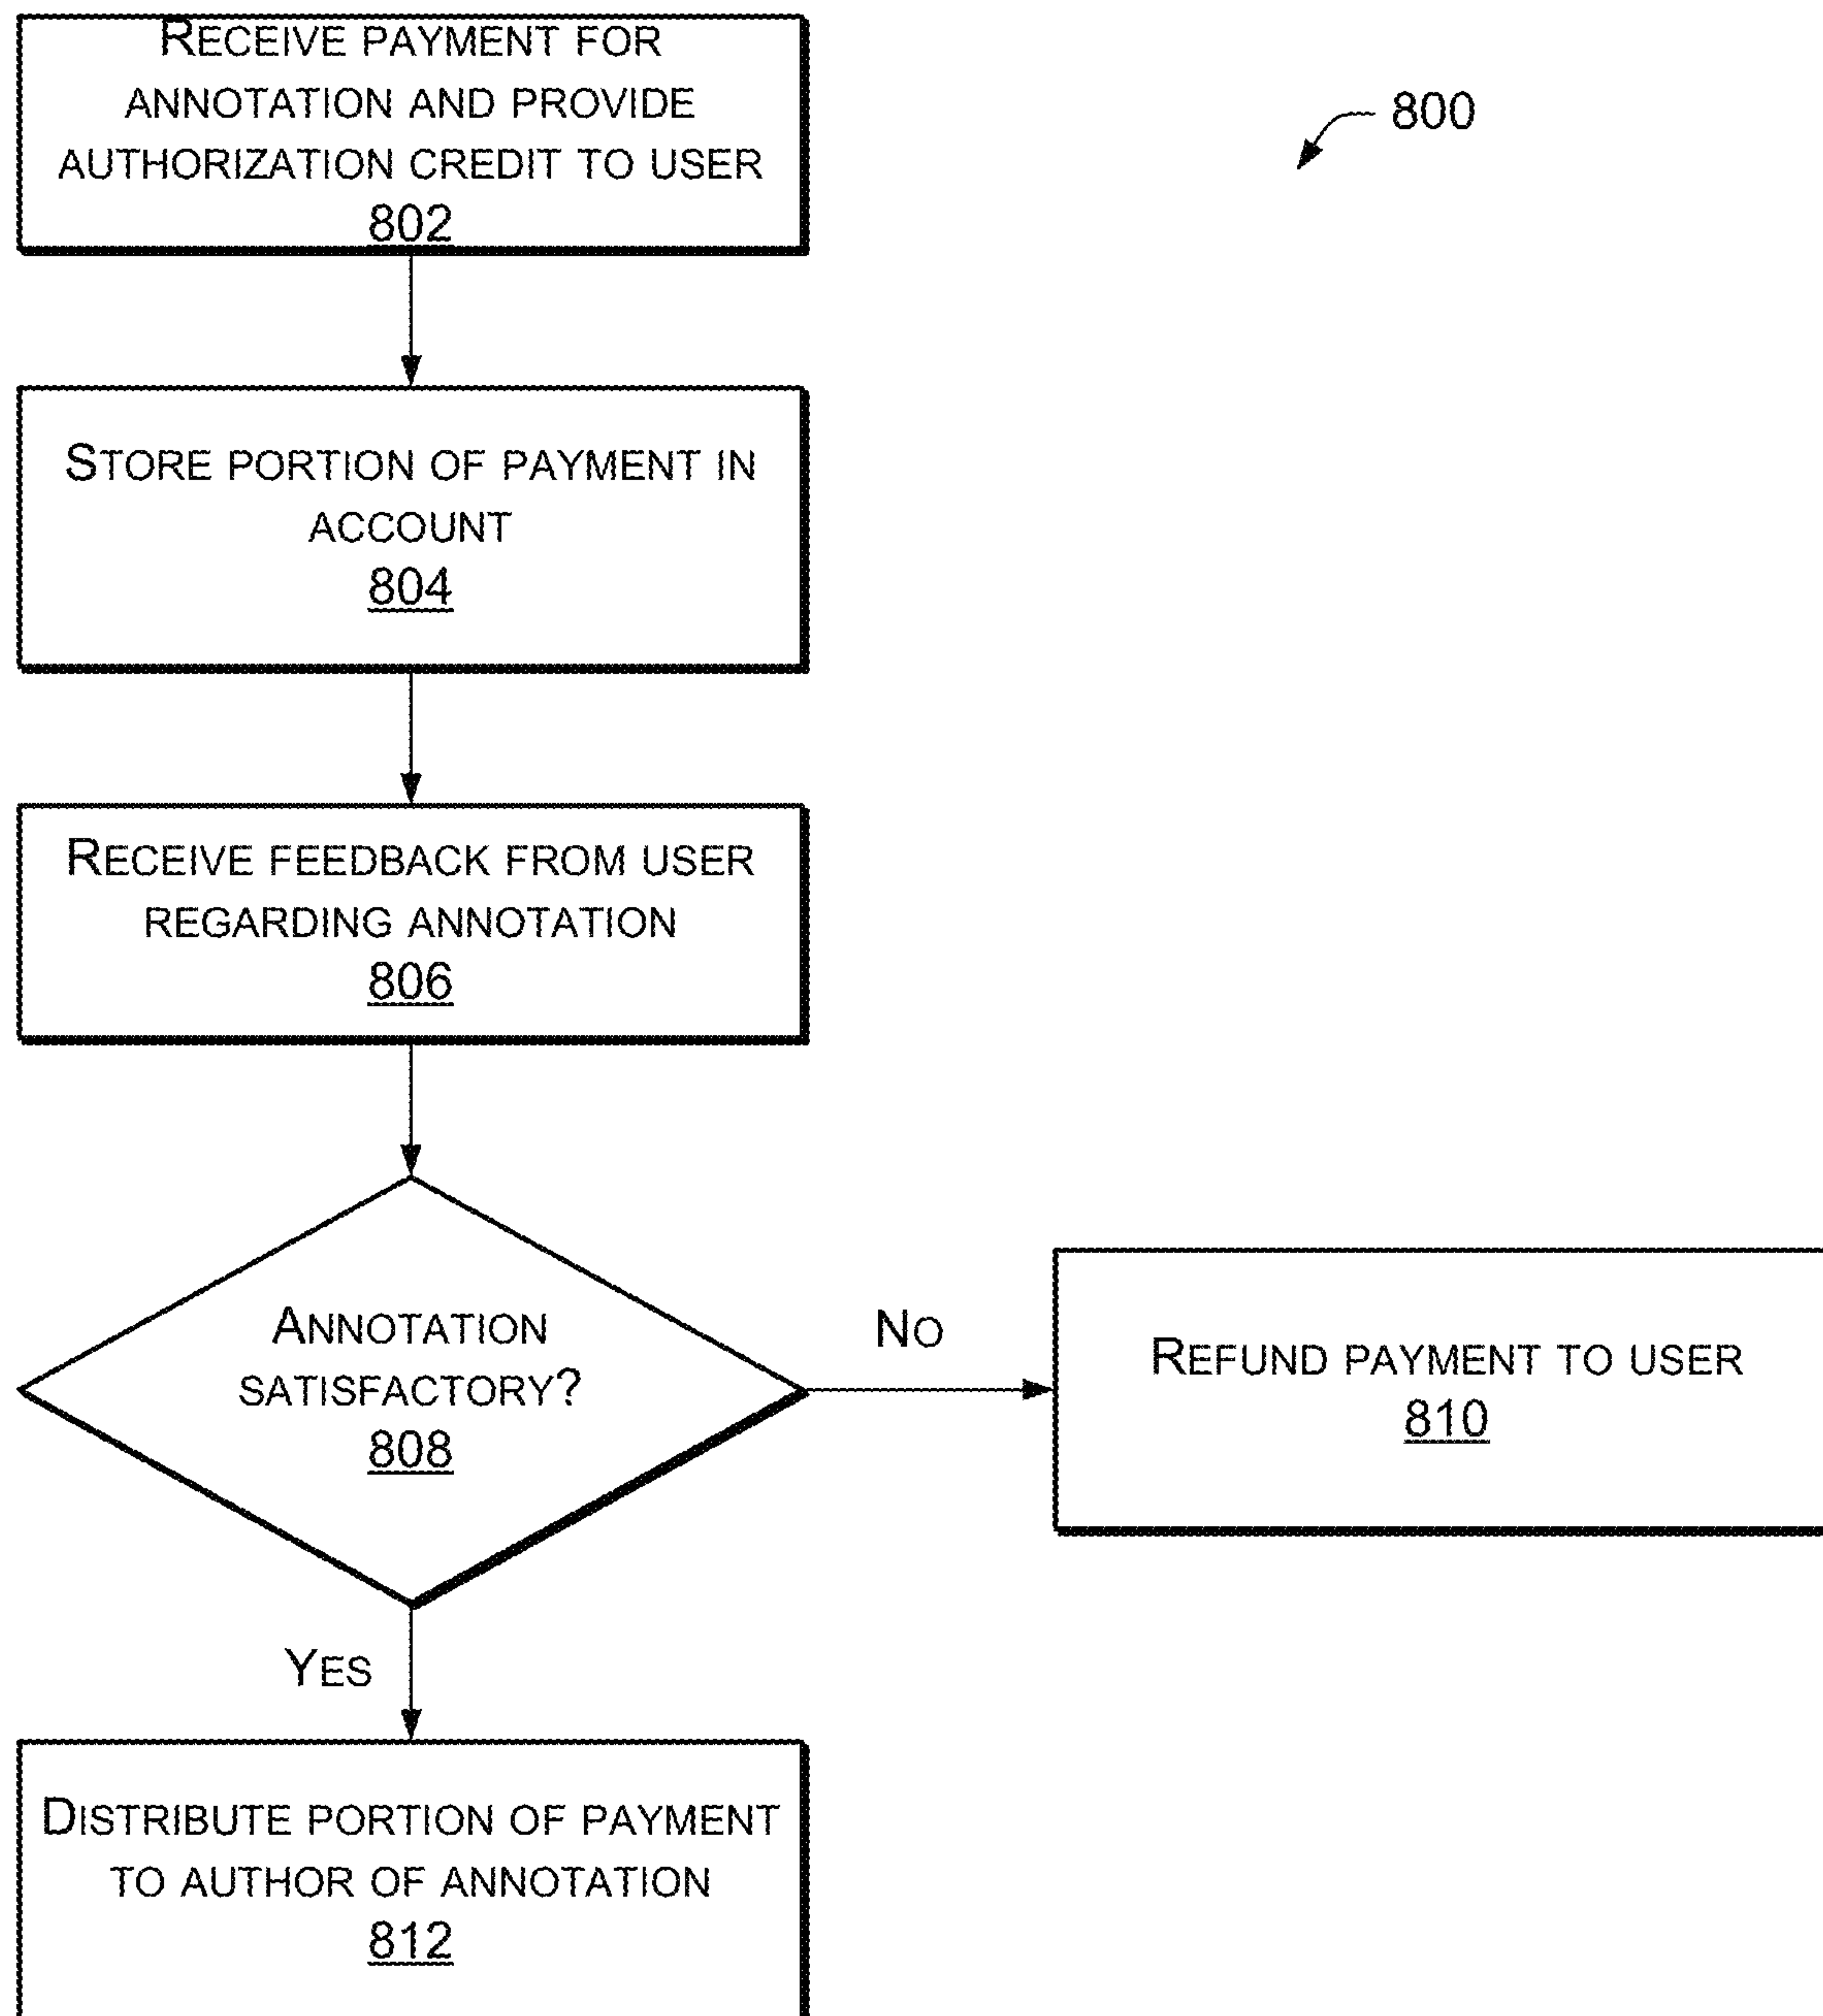 RECEIVE PAYMENT FOR
ANNOTATION AND PROVIDE
AUTHORIZATION CREDIT TO USER
802
800
STORE PORTION OF PAYMENT IN
ACCOUNT
804
RECEIVE FEEDBACK FROM USER
REGARDING ANNOTATION
806
ANNOTATION
SATISFACTORY?
808
NO
REFUND PAYMENT TO USER
810
YES
DISTRIBUTE PORTION OF PAYMENT
TO AUTHOR OF ANNOTATION
812